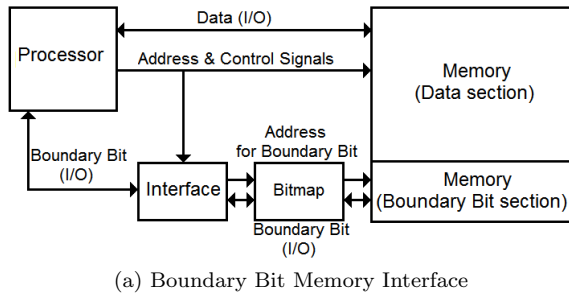 Data (I/O)
Processor
Address & Control Signals
Memory
(Data section)
Boundary Bit
(I/O)
Address
for Boundary Bit
Interface
Bitmap
Memory
(Boundary Bit section)
Boundary Bit
(I/O)
(a) Boundary Bit Memory Interface